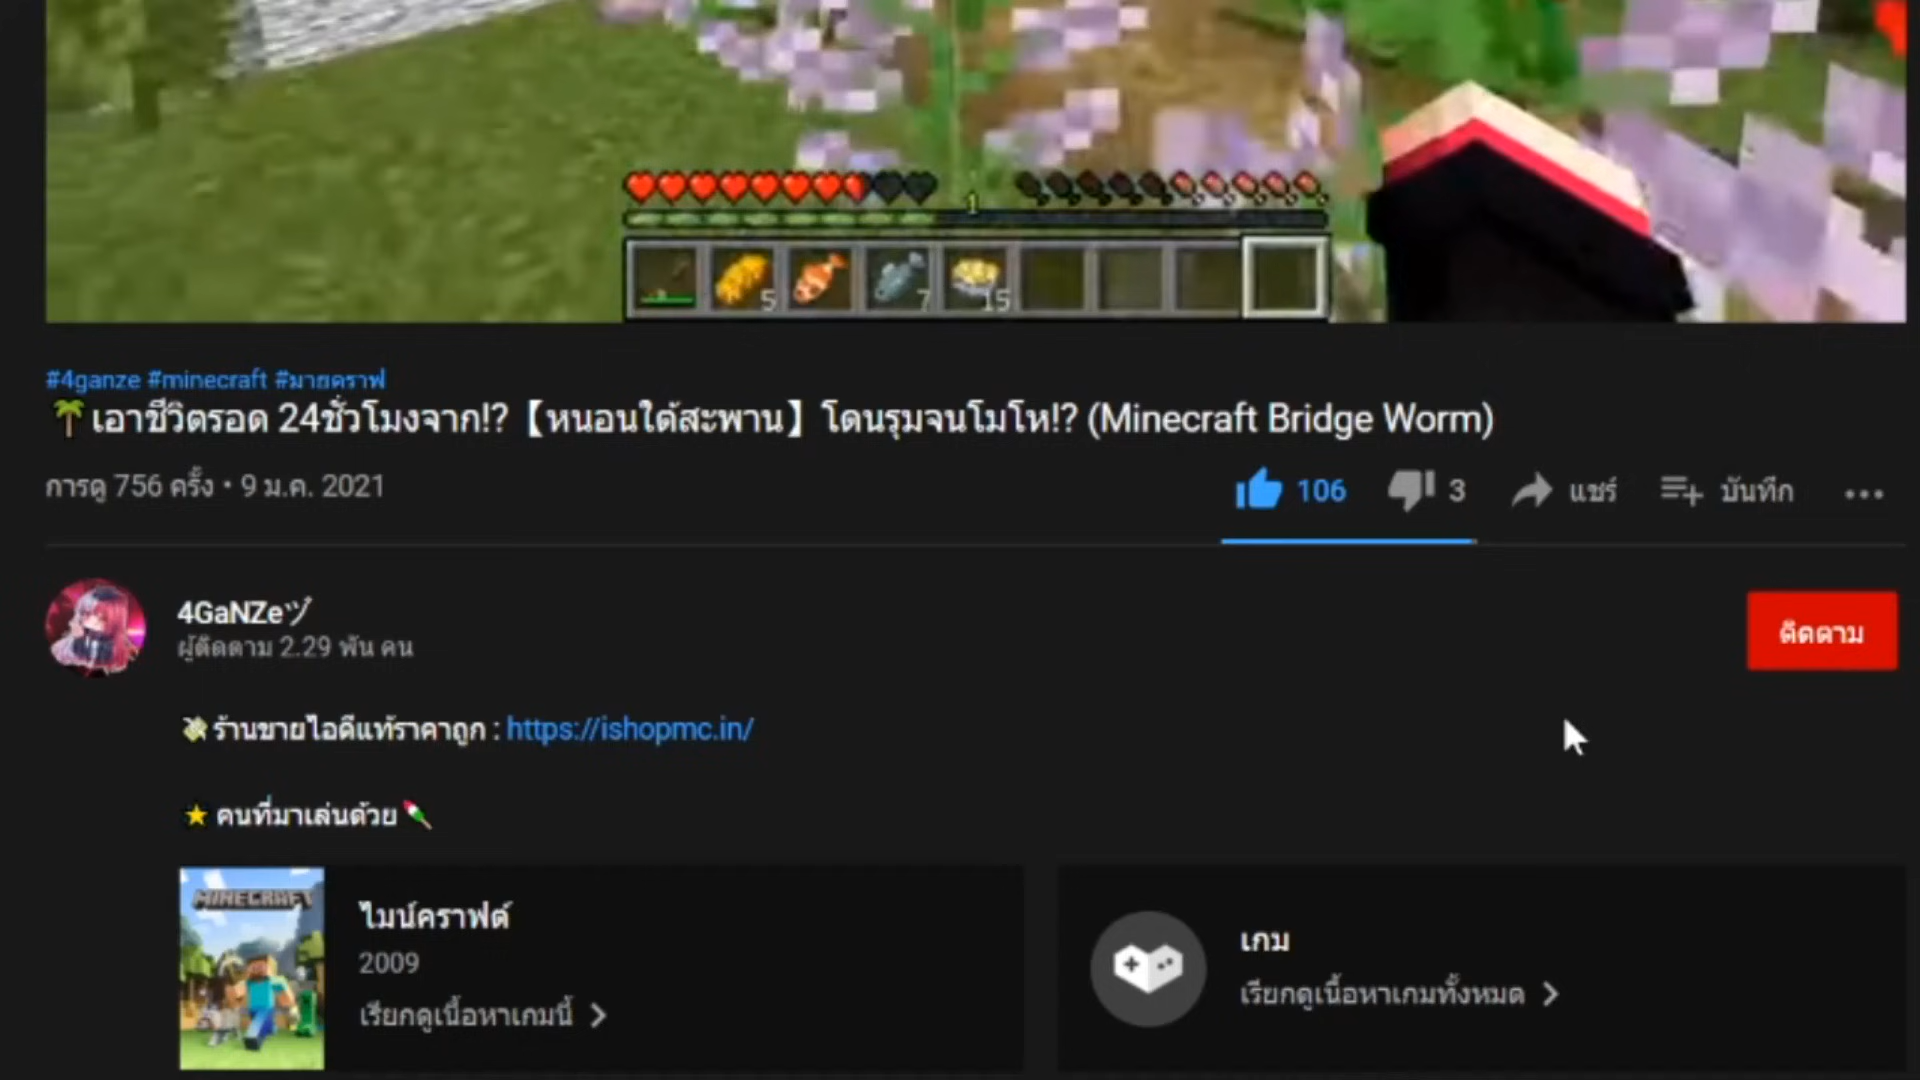 1
5
7
15
#4ganze #minecraft #มายคราฟ
🌴เอาชีวิตรอด 24ชั่วโมงจาก!?【หนอนใต้สะพาน】โดนรุมจนโมโห!? (Minecraft Bridge Worm)
การดู 756 ครั้ง • 9 ม.ค. 2021
106
3
แชร์
บันทึก
4GaNZeヅ
ผู้ติดตาม 2.29 พัน คน
ติดตาม
💸ร้านขายไอดีแท้ราคาถูก : https://ishopmc.in/
⭐ คนที่มาเล่นด้วย
MINECRAFT
ไมน์คราฟต์
2009
เรียกดูเนื้อหาเกมนี้
เกม
เรียกดูเนื้อหาเกมทั้งหมด